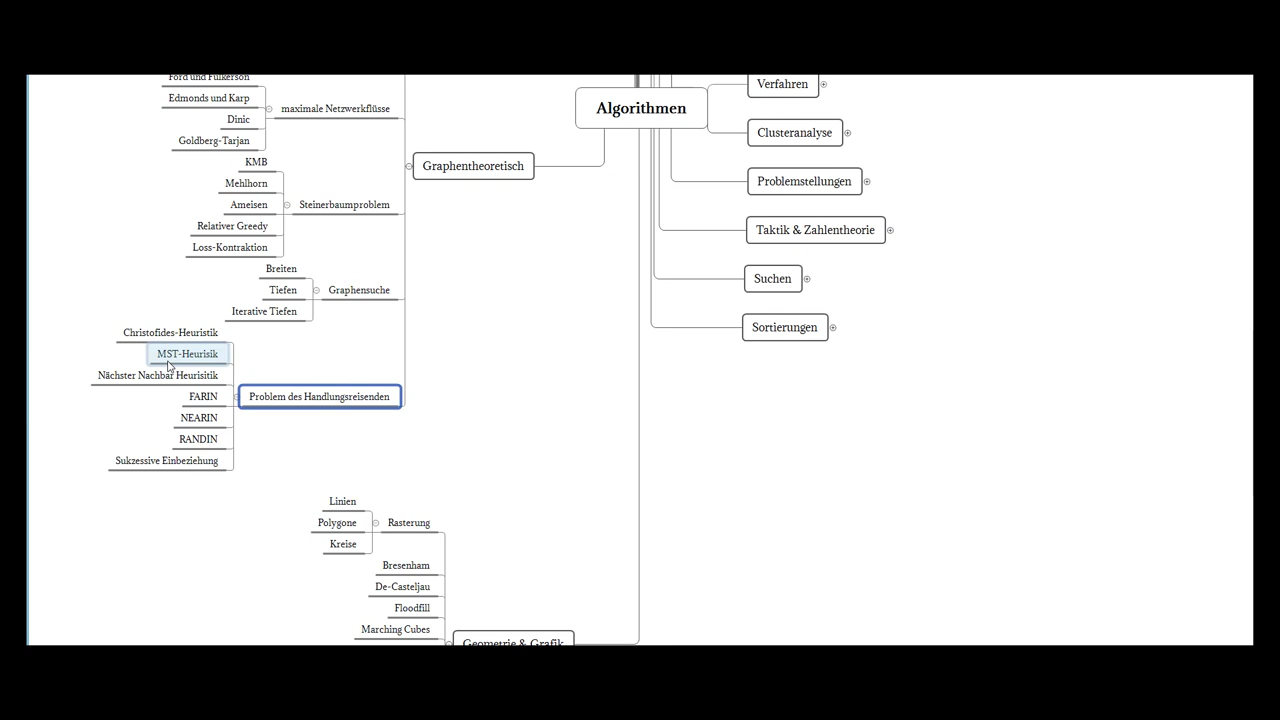 Ford und Fulkerson
Edmonds und Karp
Dinic
Goldberg-Tarjan
maximale Netzwerkflüsse
KMB
Mehlhorn
Ameisen
Relativer Greedy
Loss-Kontraktion
Steinerbaumproblem
Breiten
Tiefen
Iterative Tiefen
Graphensuche
Christofides-Heuristik
MST-Heurisik
Nächster Nachbar Heurisitik
FARIN
NEARIN
RANDIN
Sukzessive Einbeziehung
Problem des Handlungsreisenden
Graphentheoretisch
Linien
Polygone
Kreise
Rasterung
Bresenham
De-Casteljau
Floodfill
Marching Cubes
Geometrie & Grafik
Algorithmen
Verfahren
Clusteranalyse
Problemstellungen
Taktik & Zahlentheorie
Suchen
Sortierungen